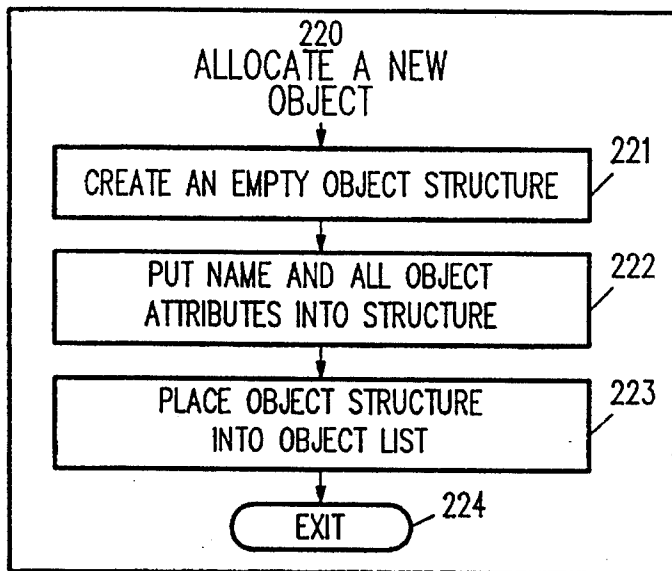 220
ALLOCATE A NEW
OBJECT
CREATE AN EMPTY OBJECT STRUCTURE
221
PUT NAME AND ALL OBJECT
ATTRIBUTES INTO STRUCTURE
222
PLACE OBJECT STRUCTURE
INTO OBJECT LIST
223
EXIT
224